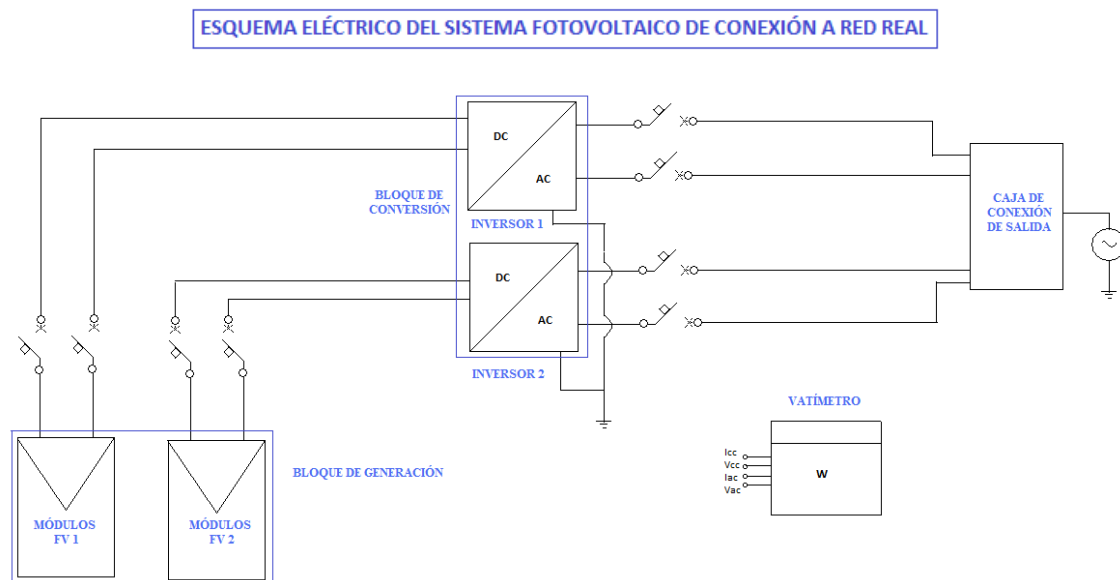 ESQUEMA ELÉCTRICO DEL SISTEMA FOTOVOLTAICO DE CONEXIÓN A RED REAL
DC
AC
BLOQUE DE
CONVERSIÓN
INVERSOR 1
CAJA DE
CONEXIÓN
DE SALIDA
DC
AC
INVERSOR 2
VATÍMETRO
Icc
Vcc
Iac
Vac
W
BLOQUE DE GENERACIÓN
MÓDULOS
FV 1
MÓDULOS
FV 2